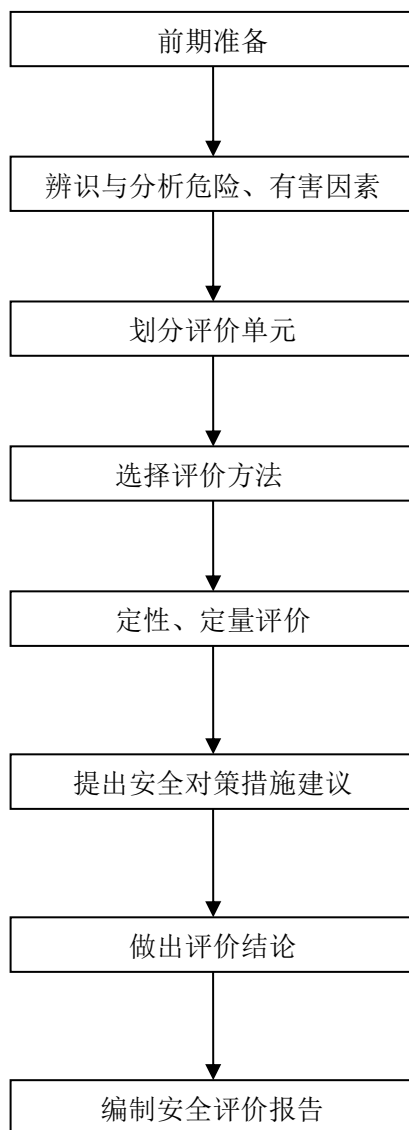 前期准备
辨识与分析危险、有害因素
划分评价单元
选择评价方法
定性、定量评价
提出安全对策措施建议
做出评价结论
编制安全评价报告